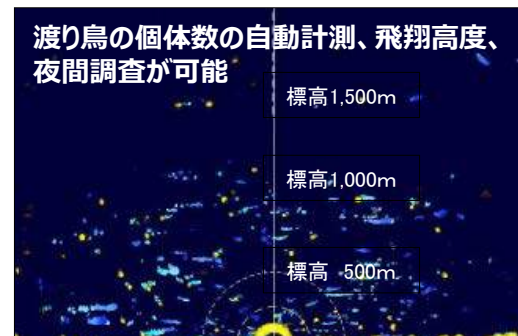 渡り鳥の個体数の自動計測、飛翔高度、
夜間調査が可能
標高1,500m
標高1,000m
標高 500m